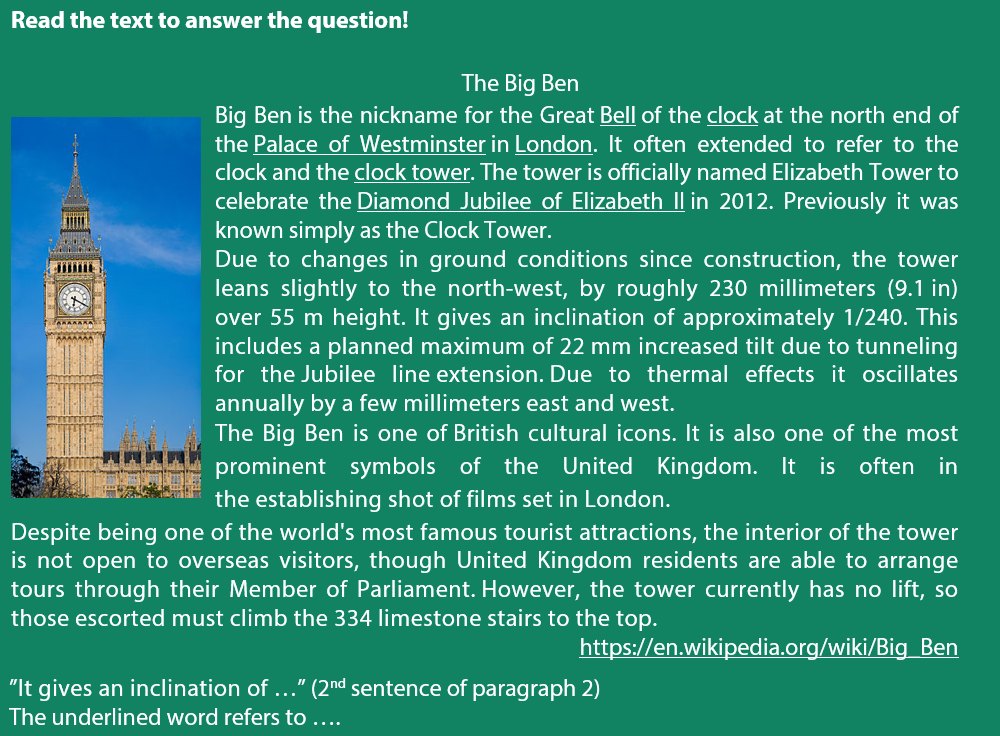 Read the text to answer the question!
The Big Ben
Big Ben is the nickname for the Great Bell of the clock at the north end of
the Palace of Westminster in London. It often extended to refer to the
clock and the clock tower. The tower is officially named Elizabeth Tower to
celebrate the Diamond Jubilee of Elizabeth II in 2012. Previously it was
known simply as the Clock Tower.
Due to changes in ground conditions since construction, the tower
leans slightly to the north-west, by roughly 230 millimeters (9.1 in)
over 55 m height. It gives an inclination of approximately 1/240. This
includes a planned maximum of 22 mm increased tilt due to tunneling
for the Jubilee line extension. Due to thermal effects it oscillates
annually by a few millimeters east and west.
The Big Ben is one of British cultural icons. It is also one of the most
prominent symbols of the United Kingdom. It is often in
the establishing shot of films set in London.
Despite being one of the world's most famous tourist attractions, the interior of the tower
is not open to overseas visitors, though United Kingdom residents are able to arrange
tours through their Member of Parliament. However, the tower currently has no lift, so
those escorted must climb the 334 limestone stairs to the top.
https://en.wikipedia.org/wiki/Big_Ben
”It gives an inclination of …” (2nd sentence of paragraph 2)
The underlined word refers to ….